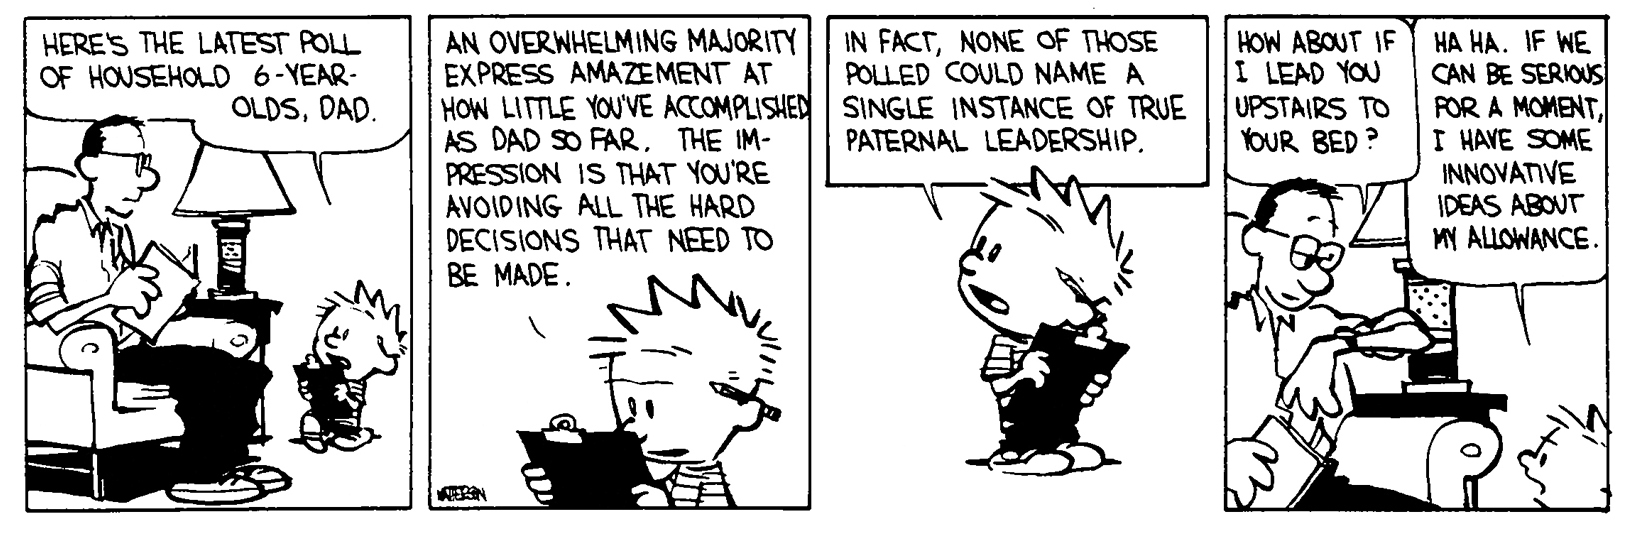 HERE'S THE LATEST POLL
OF HOUSEHOLD 6-YEAR-
OLDS, DAD.
AN OVERWHELMING MAJORITY
EXPRESS AMAZEMENT AT
HOW LITTLE YOU'VE ACCOMPLISHED
AS DAD SO FAR. THE IM-
PRESSION IS THAT YOU'RE
AVOIDING ALL THE HARD
DECISIONS THAT NEED TO
BE MADE.
WATTERSON
IN FACT, NONE OF THOSE
POLLED COULD NAME A
SINGLE INSTANCE OF TRUE
PATERNAL LEADERSHIP.
HOW ABOUT IF
I LEAD YOU
UPSTAIRS TO
YOUR BED?
HA HA. IF WE
CAN BE SERIOUS
FOR A MOMENT,
I HAVE SOME
INNOVATIVE
IDEAS ABOUT
MY ALLOWANCE.